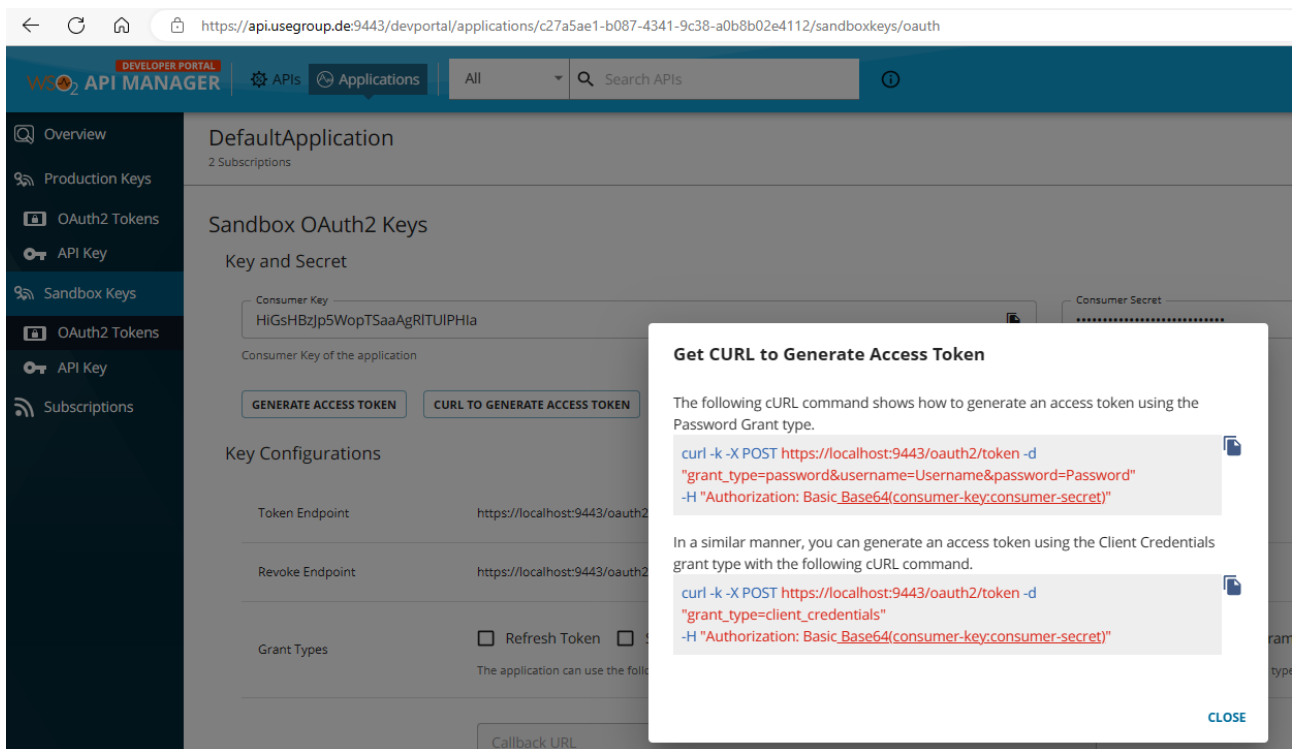 https://api.usegroup.de:9443/devportal/applications/c27a5ae1-b087-4341-9c38-a0b8b02e4112/sandboxkeys/oauth
DEVELOPER PORTAL
WSO2 API MANAGER
APIs
Applications
All
Search APIs
Overview
Production Keys
OAuth2 Tokens
API Key
Sandbox Keys
OAuth2 Tokens
API Key
Subscriptions
DefaultApplication
2 Subscriptions
Sandbox OAuth2 Keys
Key and Secret
Consumer Key
HiGsHBzJp5WopTSaaAgRlTUlPHIa
Consumer Key of the application
Consumer Secret
GENERATE ACCESS TOKEN
CURL TO GENERATE ACCESS TOKEN
Key Configurations
Token Endpoint
https://localhost:9443/oauth2
Revoke Endpoint
https://localhost:9443/oauth2
Grant Types
Refresh Token
The application can use the follo
Callback URL
Get CURL to Generate Access Token
The following cURL command shows how to generate an access token using the
Password Grant type.
curl -k -X POST https://localhost:9443/oauth2/token -d
"grant_type=password&username=Username&password=Password"
-H "Authorization: Basic Base64(consumer-key:consumer-secret)"
In a similar manner, you can generate an access token using the Client Credentials
grant type with the following cURL command.
curl -k -X POST https://localhost:9443/oauth2/token -d
"grant_type=client_credentials"
-H "Authorization: Basic Base64(consumer-key:consumer-secret)"
CLOSE